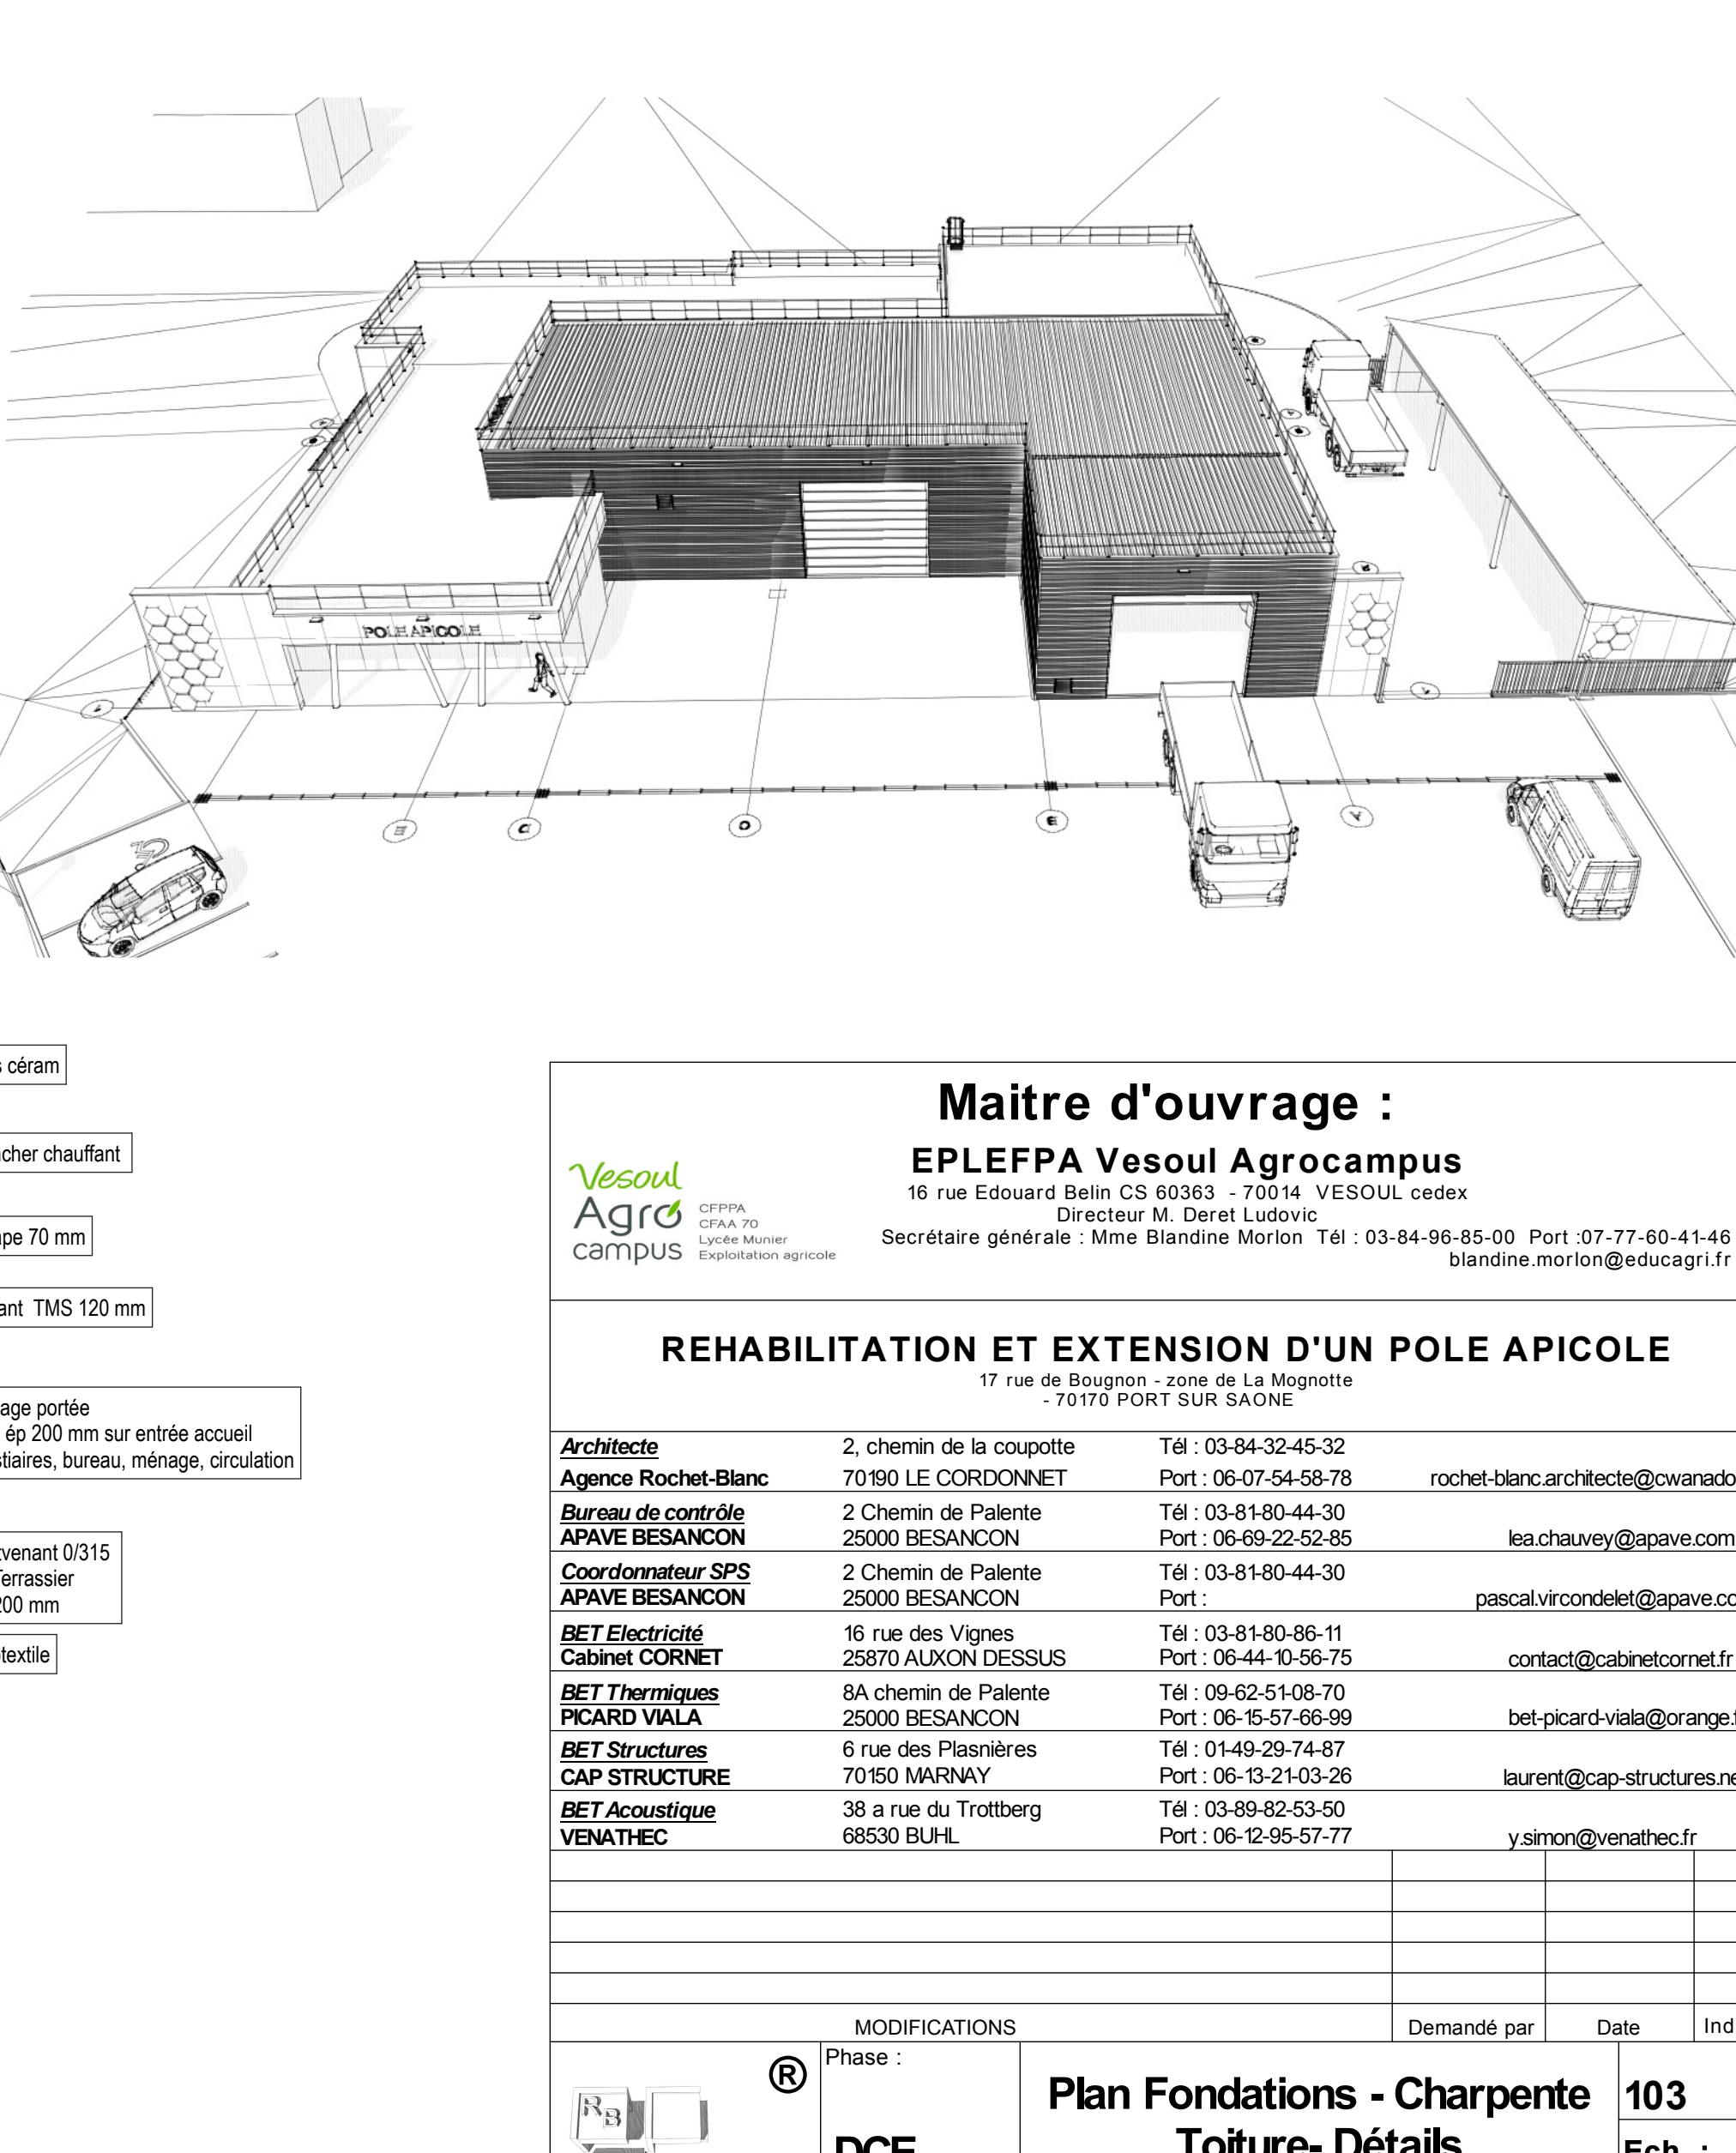 POLE APICOLE
E
C
D
E
A
s céram
cher chauffant
ape 70 mm
ant TMS 120 mm
age portée
ép 200 mm sur entrée accueil
tiaires, bureau, ménage, circulation
tvenant 0/315
Terrassier
200 mm
textile
Maitre d'ouvrage :
Vesoul
Agro
campus
CFPPA
CFAA 70
Lycée Munier
Exploitation agricole
EPLEFPA Vesoul Agrocampus
16 rue Edouard Belin CS 60363 - 70014 VESOUL cedex
Directeur M. Deret Ludovic
Secrétaire générale : Mme Blandine Morlon Tél : 03-84-96-85-00 Port :07-77-60-41-46
blandine.morlon@educagri.fr
REHABILITATION ET EXTENSION D'UN POLE APICOLE
17 rue de Bougnon - zone de La Mognotte
- 70170 PORT SUR SAONE
Architecte 2, chemin de la coupotte Tél : 03-84-32-45-32
Agence Rochet-Blanc 70190 LE CORDONNET Port : 06-07-54-58-78 rochet-blanc.architecte@cwanado
Bureau de contrôle 2 Chemin de Palente Tél : 03-81-80-44-30
APAVE BESANCON 25000 BESANCON Port : 06-69-22-52-85 lea.chauvey@apave.com
Coordonnateur SPS 2 Chemin de Palente Tél : 03-81-80-44-30
APAVE BESANCON 25000 BESANCON Port : pascal.vircondelet@apave.co
BET Electricité 16 rue des Vignes Tél : 03-81-80-86-11
Cabinet CORNET 25870 AUXON DESSUS Port : 06-44-10-56-75 contact@cabinetcornet.fr
BET Thermiques 8A chemin de Palente Tél : 09-62-51-08-70
PICARD VIALA 25000 BESANCON Port : 06-15-57-66-99 bet-picard-viala@orange.f
BET Structures 6 rue des Plasnières Tél : 01-49-29-74-87
CAP STRUCTURE 70150 MARNAY Port : 06-13-21-03-26 laurent@cap-structures.ne
BET Acoustique 38 a rue du Trottberg Tél : 03-89-82-53-50
VENATHEC 68530 BUHL Port : 06-12-95-57-77 y.simon@venathec.fr
MODIFICATIONS Demandé par Date Ind
®
RB
Phase :
DCE
Plan Fondations - Charpente
Toiture- Détails
103
Ech. :